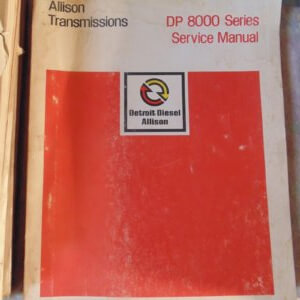 Allison
Transmissions
DP 8000 Series
Service Manual
Detroit Diesel
Allison